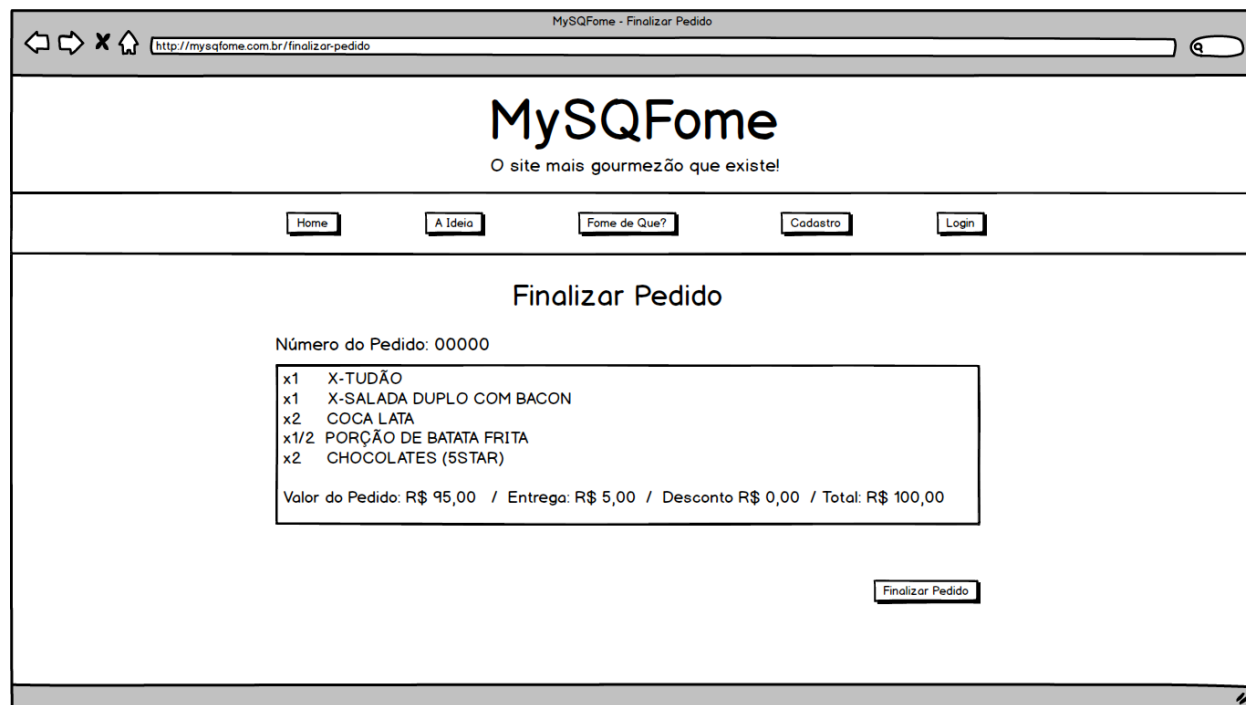 MySQFome - Finalizar Pedido
http://mysqfome.com.br/finalizar-pedido
MySQFome
O site mais gourmezão que existe!
Home A Ideia Fome de Que? Cadastro Login
Finalizar Pedido
Número do Pedido: 00000
x1 X-TUDÃO
x1 X-SALADA DUPLO COM BACON
x2 COCA LATA
x1/2 PORÇÃO DE BATATA FRITA
x2 CHOCOLATES (5STAR)
Valor do Pedido: R$ 95,00 / Entrega: R$ 5,00 / Desconto R$ 0,00 / Total: R$ 100,00
Finalizar Pedido